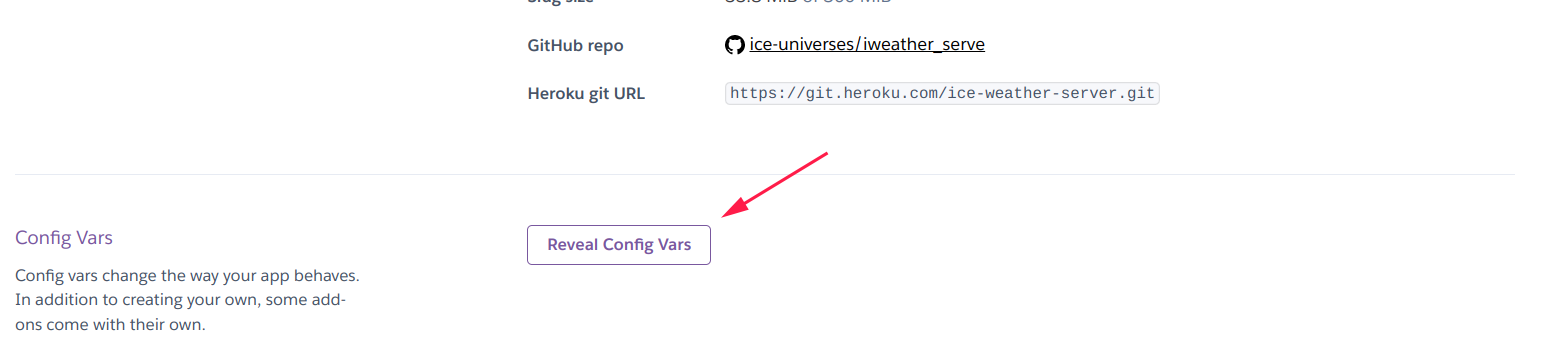 GitHub repo ice-universes/iweather_serve
Heroku git URL https://git.heroku.com/ice-weather-server.git
Config Vars Reveal Config Vars
Config vars change the way your app behaves.
In addition to creating your own, some add-
ons come with their own.